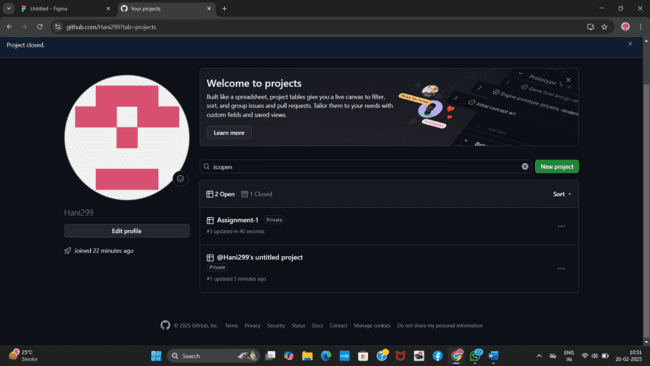 Untitled – Figma
Your projects
github.com/Hani299?tab=projects
Project closed.
Welcome to projects
Built like a spreadsheet, project tables give you a live canvas to filter,
sort, and group issues and pull requests. Tailor them to your needs with
custom fields and saved views.
Learn more
Prototype
initial concept art
is:open
New project
2 Open
1 Closed
Sort
Assignment-1
Private
#3 updated in 40 seconds
@Hani299's untitled project
Private
#1 updated 5 minutes ago
Hani299
Edit profile
Joined 22 minutes ago
© 2025 GitHub, Inc.
Terms
Privacy
Security
Status
Docs
Contact
Manage cookies
Do not share my personal information
25°C
Smoke
Search
ENG
IN
10:51
20-02-2025